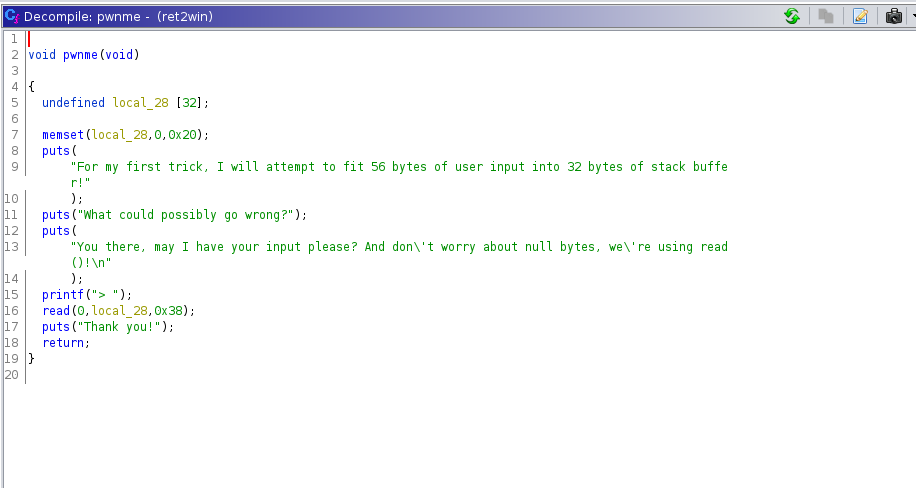 Decompile: pwnme - (ret2win)
1
2 void pwnme(void)
3
4 {
5 undefined local_28 [32];
6
7 memset(local_28,0,0x20);
8 puts(
9 "For my first trick, I will attempt to fit 56 bytes of user input into 32 bytes of stack buffe
r!"
10 );
11 puts("What could possibly go wrong?");
12 puts(
13 "You there, may I have your input please? And don\'t worry about null bytes, we\'re using read
()!\n"
14 );
15 printf("> ");
16 read(0,local_28,0x38);
17 puts("Thank you!");
18 return;
19 }
20